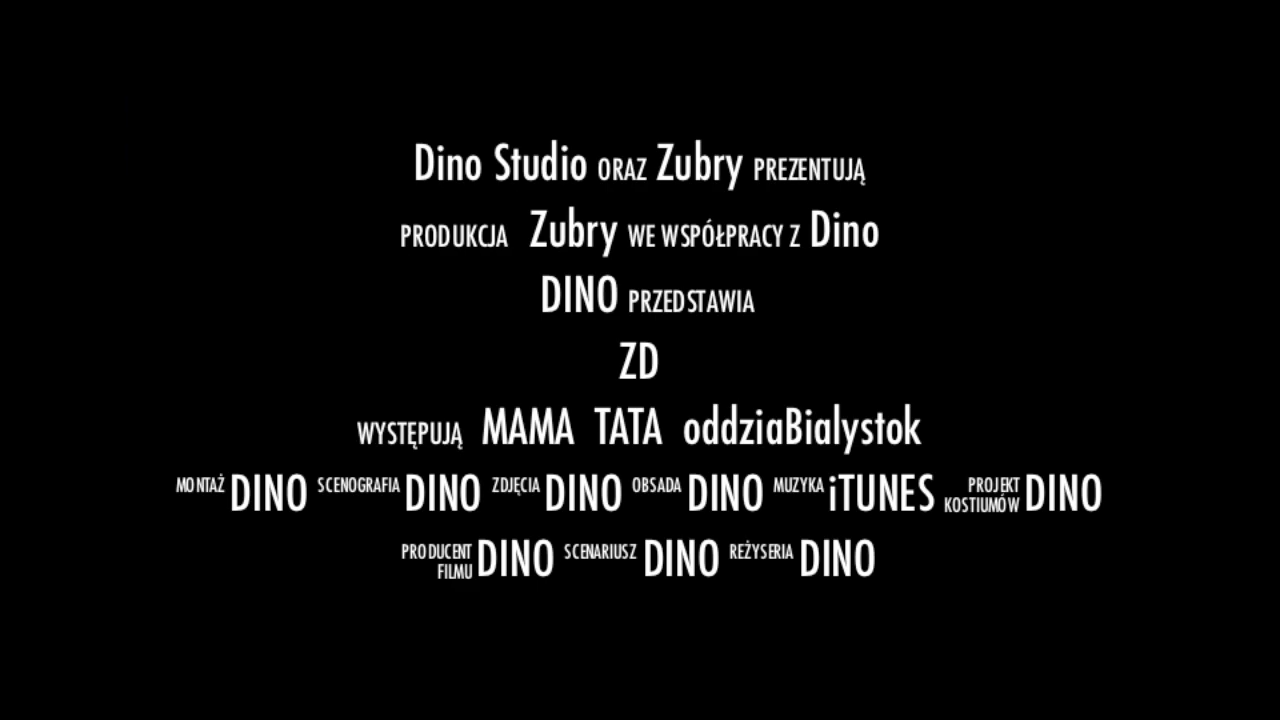 Dino Studio ORAZ Zubry PREZENTUJĄ
PRODUKCJA Zubry WE WSPÓŁPRACY Z Dino
DINO PRZEDSTAWIA
ZD
WYSTĘPUJĄ MAMA TATA oddziaBialystok
MONTAŻ DINO SCENOGRAFIA DINO ZDJĘCIA DINO OBSADA DINO MUZYKA iTUNES PROJEKT KOSTIUMÓW DINO
PRODUCENT FILMU DINO SCENARIUSZ DINO REŻYSERIA DINO